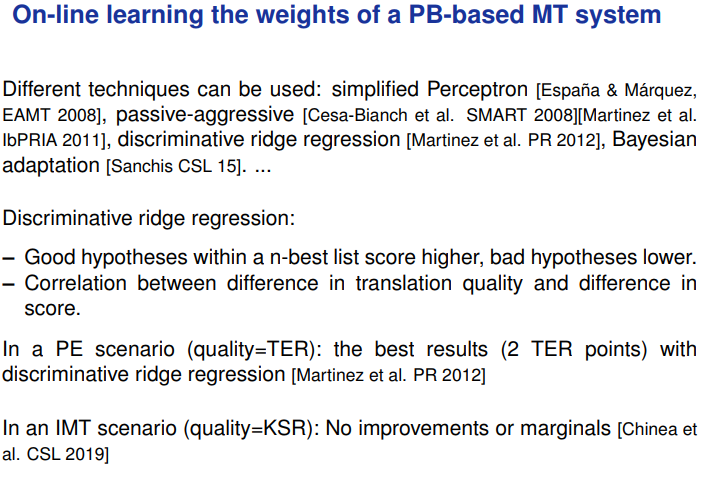 On-line learning the weights of a PB-based MT system
Different techniques can be used: simplified Perceptron [España & Márquez,
EAMT 2008], passive-aggressive [Cesa-Bianch et al. SMART 2008][Martinez et al.
IbPRIA 2011], discriminative ridge regression [Martinez et al. PR 2012], Bayesian
adaptation [Sanchis CSL 15]. ...
Discriminative ridge regression:
– Good hypotheses within a n-best list score higher, bad hypotheses lower.
– Correlation between difference in translation quality and difference in
score.
In a PE scenario (quality=TER): the best results (2 TER points) with
discriminative ridge regression [Martinez et al. PR 2012]
In an IMT scenario (quality=KSR): No improvements or marginals [Chinea et
al. CSL 2019]